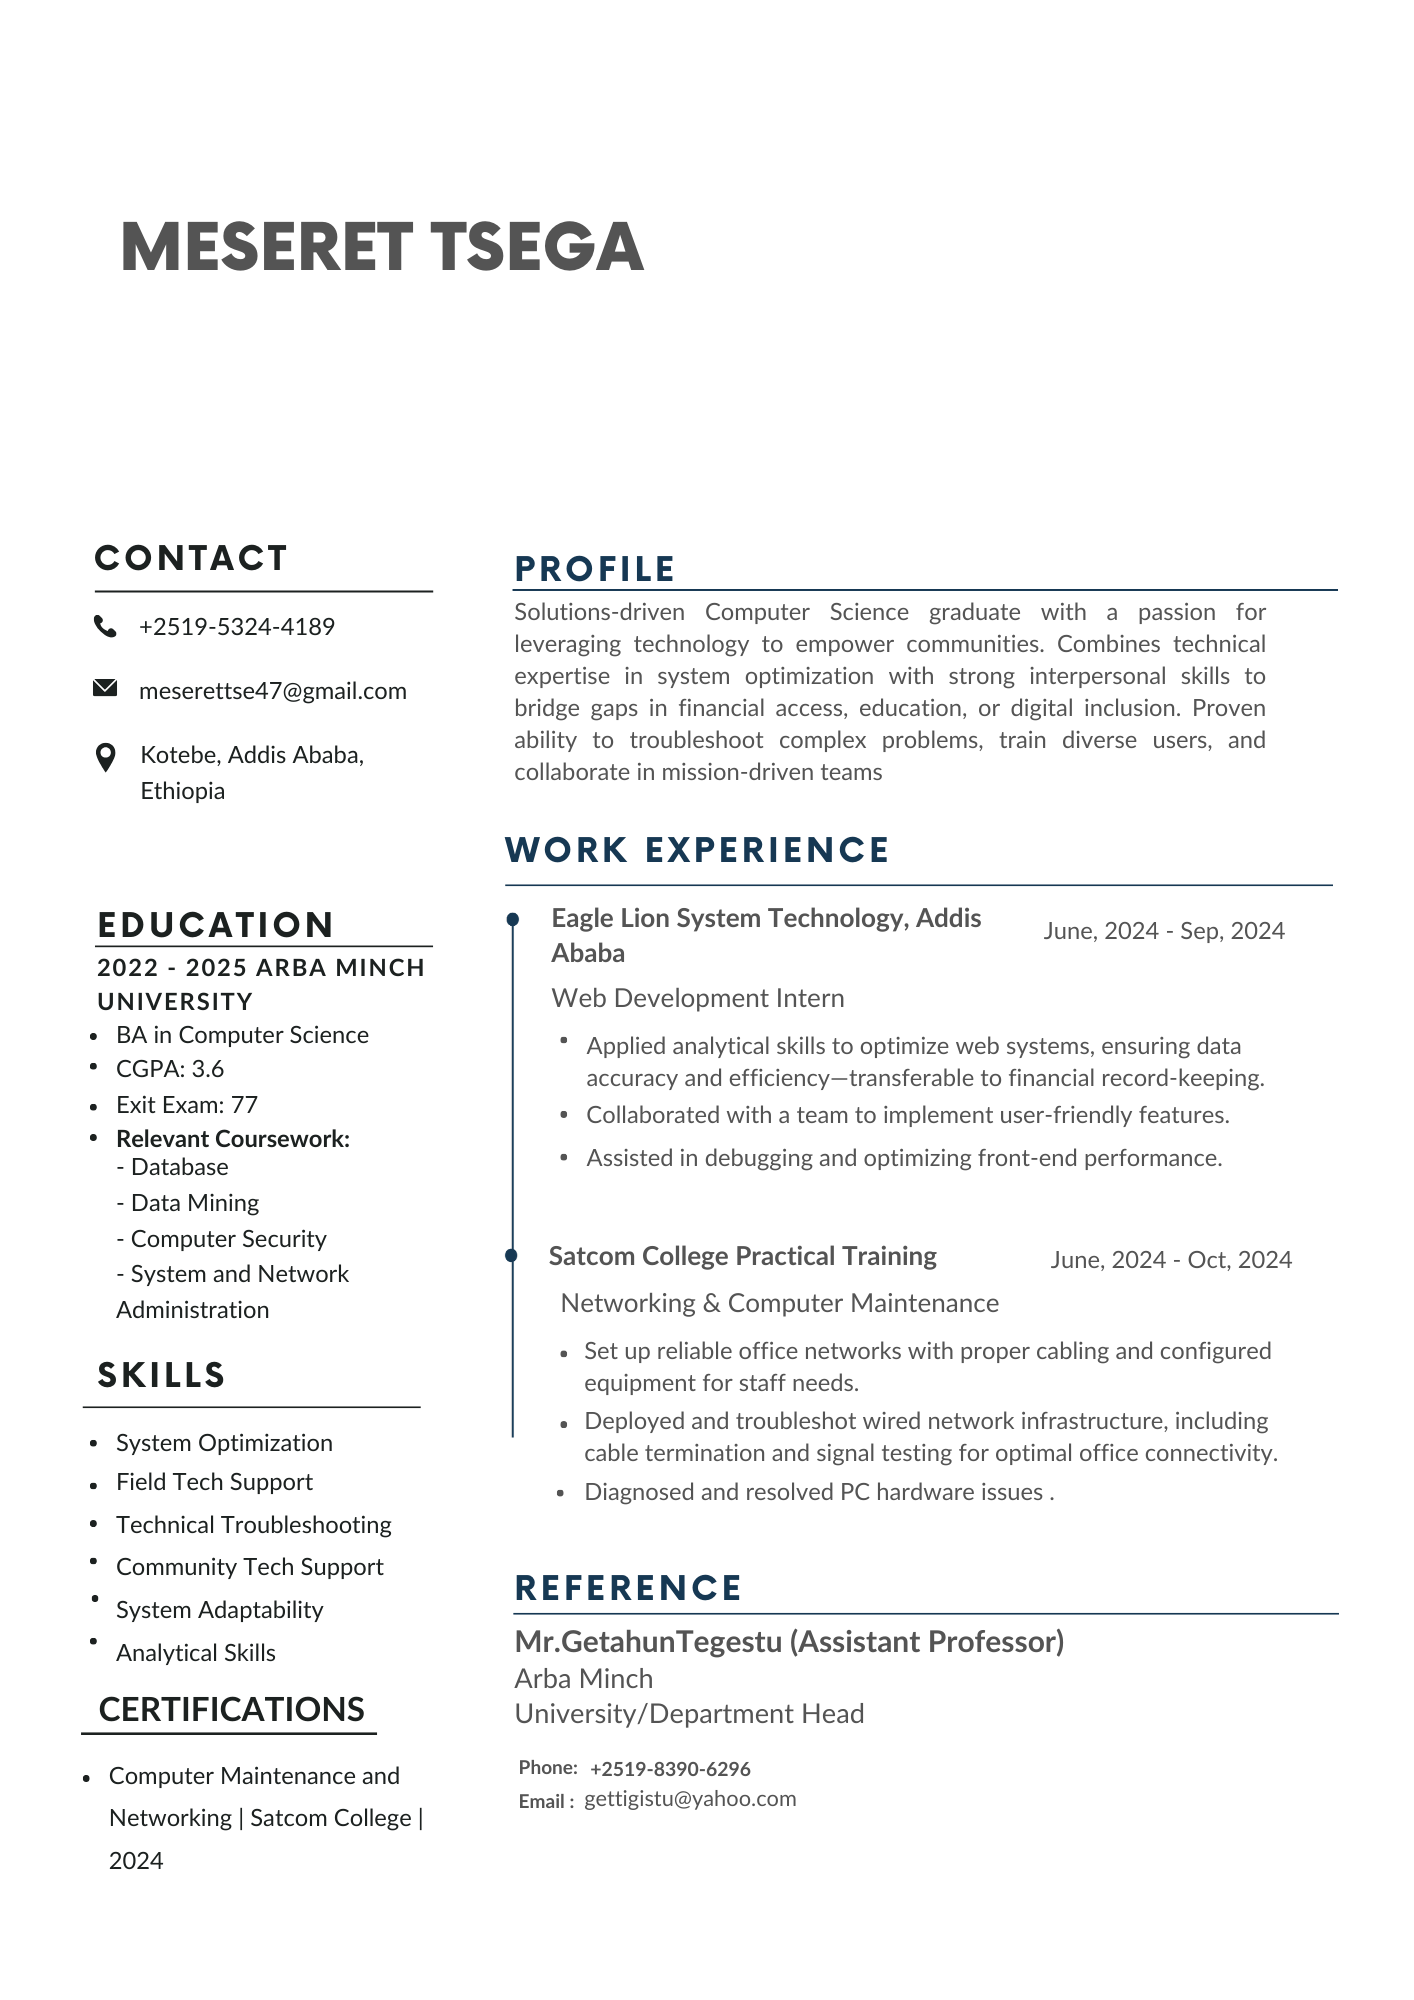 MESERET TSEGA
CONTACT
+2519-5324-4189
meserettse47@gmail.com
Kotebe, Addis Ababa,
Ethiopia
EDUCATION
2022 - 2025 ARBA MINCH
UNIVERSITY
• BA in Computer Science
• CGPA: 3.6
• Exit Exam: 77
• Relevant Coursework:
- Database
- Data Mining
- Computer Security
- System and Network
Administration
SKILLS
• System Optimization
• Field Tech Support
• Technical Troubleshooting
• Community Tech Support
• System Adaptability
• Analytical Skills
CERTIFICATIONS
• Computer Maintenance and
Networking | Satcom College |
2024
PROFILE
Solutions-driven Computer Science graduate with a passion for
leveraging technology to empower communities. Combines technical
expertise in system optimization with strong interpersonal skills to
bridge gaps in financial access, education, or digital inclusion. Proven
ability to troubleshoot complex problems, train diverse users, and
collaborate in mission-driven teams
WORK EXPERIENCE
Eagle Lion System Technology, Addis
Ababa
June, 2024 - Sep, 2024
Web Development Intern
• Applied analytical skills to optimize web systems, ensuring data
accuracy and efficiency—transferable to financial record-keeping.
• Collaborated with a team to implement user-friendly features.
• Assisted in debugging and optimizing front-end performance.
Satcom College Practical Training
June, 2024 - Oct, 2024
Networking & Computer Maintenance
• Set up reliable office networks with proper cabling and configured
equipment for staff needs.
• Deployed and troubleshot wired network infrastructure, including
cable termination and signal testing for optimal office connectivity.
• Diagnosed and resolved PC hardware issues .
REFERENCE
Mr.GetahunTegestu (Assistant Professor)
Arba Minch
University/Department Head
Phone: +2519-8390-6296
Email : gettigistu@yahoo.com